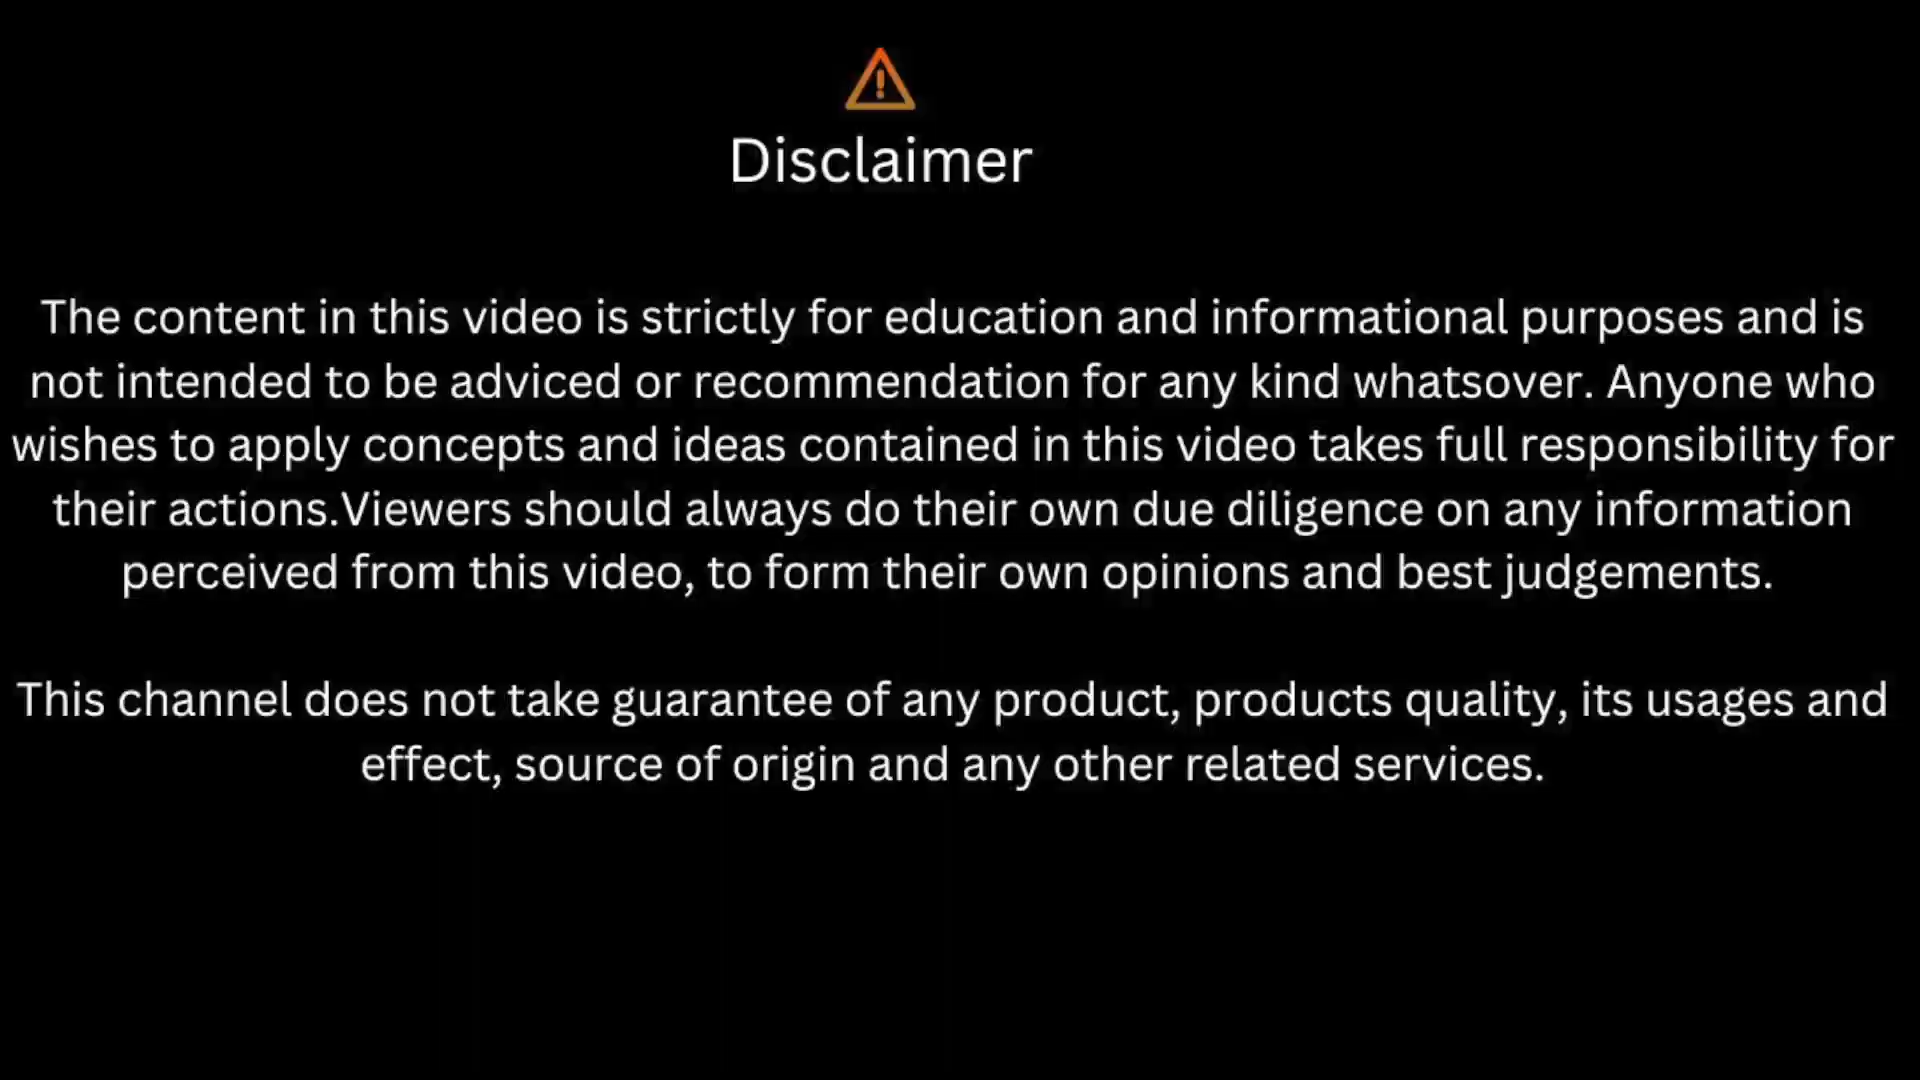 Disclaimer
The content in this video is strictly for education and informational purposes and is
not intended to be adviced or recommendation for any kind whatsover. Anyone who
wishes to apply concepts and ideas contained in this video takes full responsibility for
their actions.Viewers should always do their own due diligence on any information
perceived from this video, to form their own opinions and best judgements.
This channel does not take guarantee of any product, products quality, its usages and
effect, source of origin and any other related services.